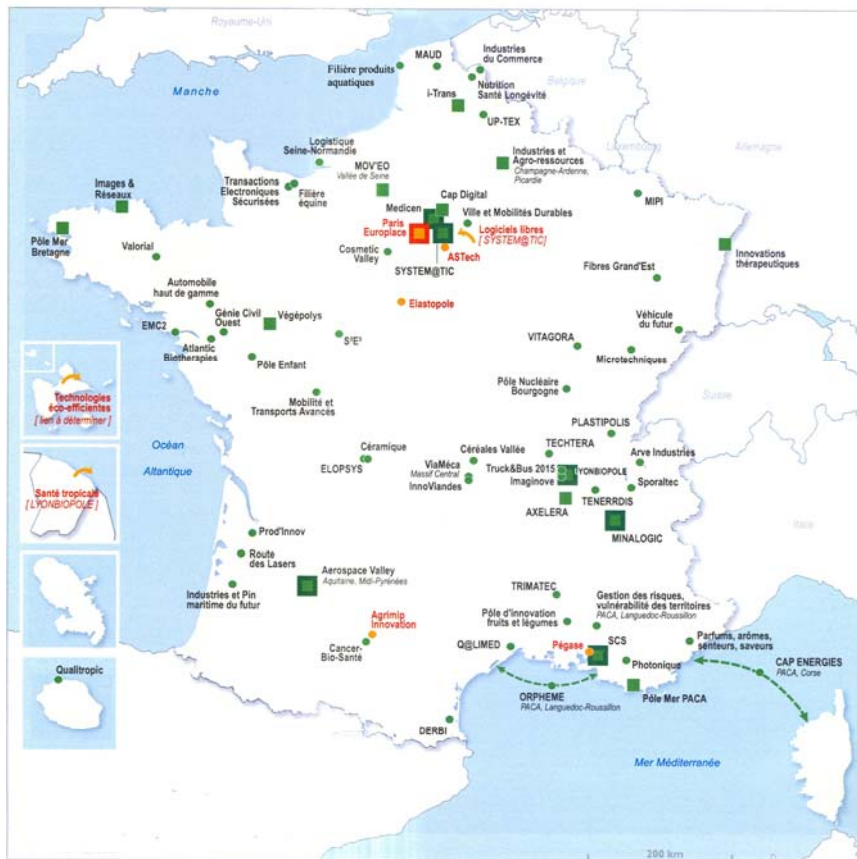 Royaume-Uni
Manche
Belgique
Luxembourg
Allemagne
Suisse
Italie
Océan
Atlantique
Mer Méditerranée
Filière produits
aquatiques
MAUD
Industries
du Commerce
Nutrition
Santé Longévité
i-Trans
UP-TEX
Logistique
Seine-Normandie
MOV'EO
Vallée de Seine
Industries et
Agro-ressources
Champagne-Ardenne,
Picardie
Images &
Réseaux
Transactions
Electroniques
Sécurisées
Filière
équine
Cap Digital
Medicen
Ville et Mobilités Durables
MIPI
Pôle Mer
Bretagne
Valorial
Paris
Europlace
Logiciels libres
[ SYSTEM@TIC]
Cosmetic
Valley
ASTech
SYSTEM@TIC
Innovations
thérapeutiques
Fibres Grand'Est
Automobile
haut de gamme
Génie Civil
Ouest
Végépolys
Elastopole
EMC2
Atlantic
Biotherapies
S²E²
Véhicule
du futur
VITAGORA
Microtechniques
Pôle Enfant
Pôle Nucléaire
Bourgogne
Mobilité et
Transports Avancés
Technologies
éco-efficientes
[ lien à déterminer ]
PLASTIPOLIS
Céramique
ELOPSYS
Céréales Vallée
TECHTERA
Arve Industries
ViaMéca
Massif Central
InnoViandes
Truck&Bus 2015
Imaginove
LYONBIOPOLE
Sporaltec
TENERRDIS
AXELERA
MINALOGIC
Santé tropicale
[ LYONBIOPOLE ]
Prod'Innov
Route
des Lasers
Aerospace Valley
Aquitaine, Midi-Pyrénées
Industries et Pin
maritime du futur
TRIMATEC
Gestion des risques,
vulnérabilité des territoires
PACA, Languedoc-Roussillon
Pôle d'innovation
fruits et légumes
Agrimip
Innovation
Cancer-
Bio-Santé
Q@LIMED
Pégase
SCS
Parfums, arômes,
senteurs, saveurs
Photonique
CAP ENERGIES
PACA, Corse
Qualitropic
ORPHEME
PACA, Languedoc-Roussillon
Pôle Mer PACA
DERBI
200 km